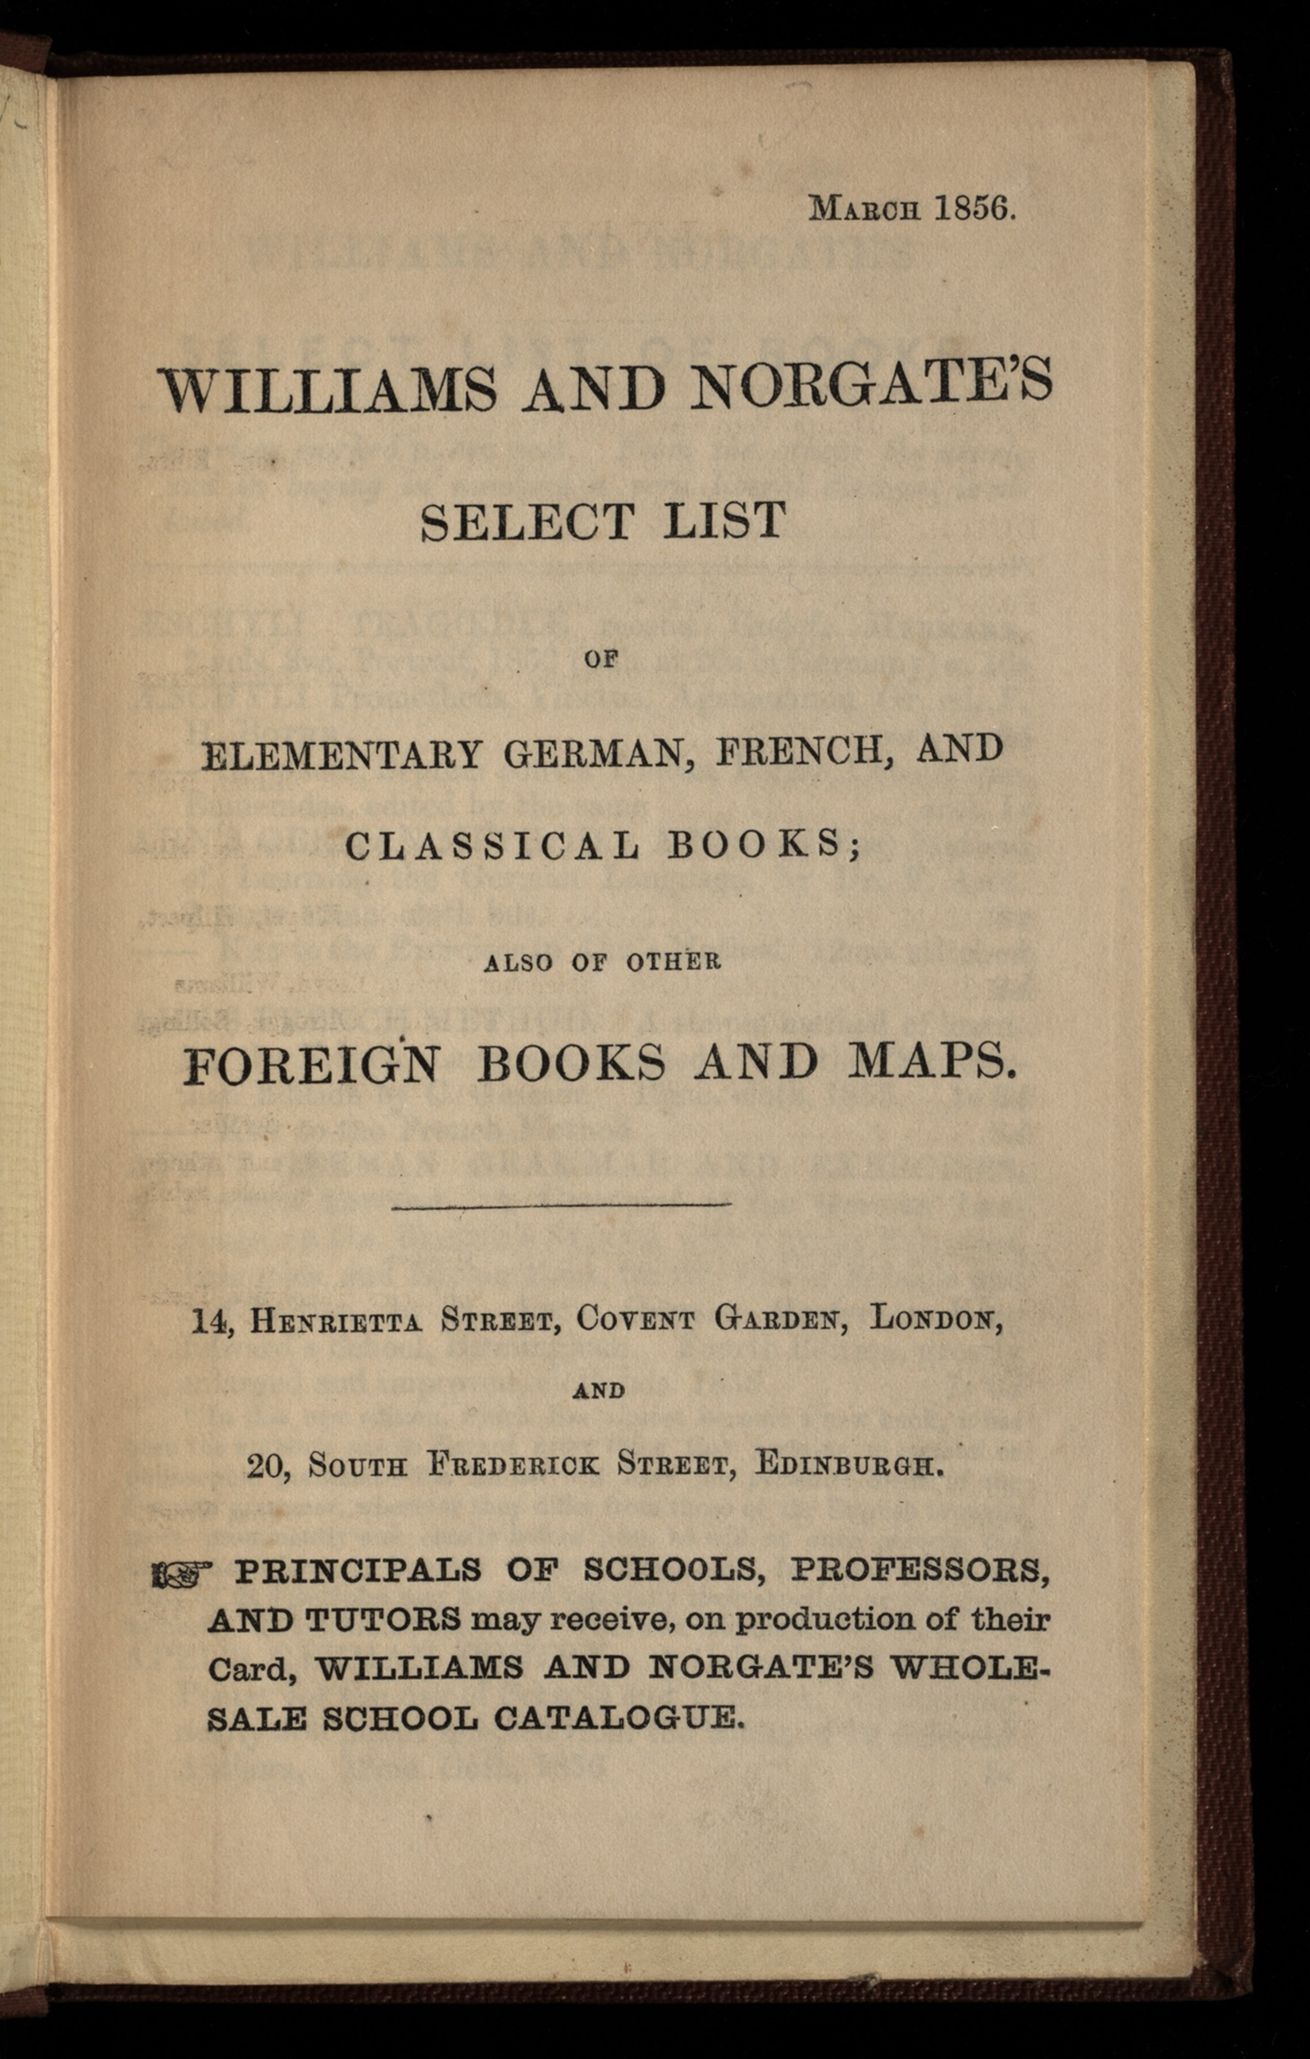 MARCH 1856.
WILLIAMS AND NORGATE'S
SELECT LIST
OF
ELEMENTARY GERMAN, FRENCH, AND
CLASSICAL BOOKS;
ALSO OF OTHER
FOREIGN BOOKS AND MAPS.
14, HENRIETTA STREET, COVENT GARDEN, LONDON,
AND
20, SOUTH FREDERICK STREET, EDINBURGH.
☞ PRINCIPALS OF SCHOOLS, PROFESSORS,
AND TUTORS may receive, on production of their
Card, WILLIAMS AND NORGATE'S WHOLE-
SALE SCHOOL CATALOGUE.